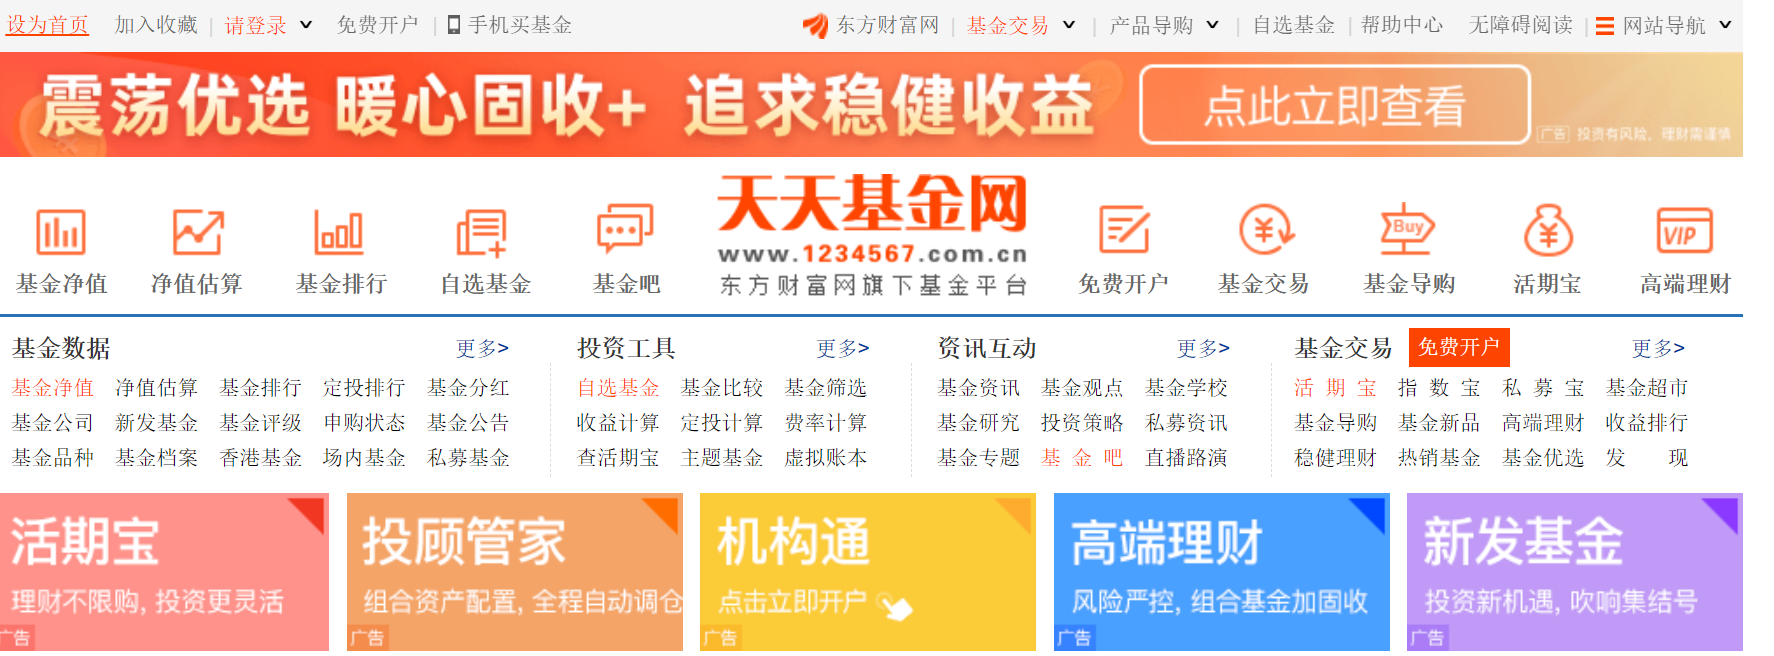 设为首页 加入收藏 | 请登录 免费开户 | 手机买基金 东方财富网 | 基金交易 | 产品导购 | 自选基金 | 帮助中心 无障碍阅读 | 网站导航
震荡优选 暖心固收+ 追求稳健收益 点此立即查看
广告 投资有风险，理财需谨慎
天天基金网
www.1234567.com.cn
东方财富网旗下基金平台
Buy VIP
基金净值 净值估算 基金排行 自选基金 基金吧 免费开户 基金交易 基金导购 活期宝 高端理财
基金数据 更多> 投资工具 更多> 资讯互动 更多> 基金交易 免费开户 更多>
基金净值 净值估算 基金排行 定投排行 基金分红 自选基金 基金比较 基金筛选 基金资讯 基金观点 基金学校 活 期 宝 指 数 宝 私 募 宝 基金超市
基金公司 新发基金 基金评级 申购状态 基金公告 收益计算 定投计算 费率计算 基金研究 投资策略 私募资讯 基金导购 基金新品 高端理财 收益排行
基金品种 基金档案 香港基金 场内基金 私募基金 查活期宝 主题基金 虚拟账本 基金专题 基 金 吧 直播路演 稳健理财 热销基金 基金优选 发 现
活期宝 投顾管家 机构通 高端理财 新发基金
理财不限购, 投资更灵活 组合资产配置, 全程自动调仓 点击立即开户 风险严控, 组合基金加固收 投资新机遇, 吹响集结号
广告 广告 广告 广告 广告